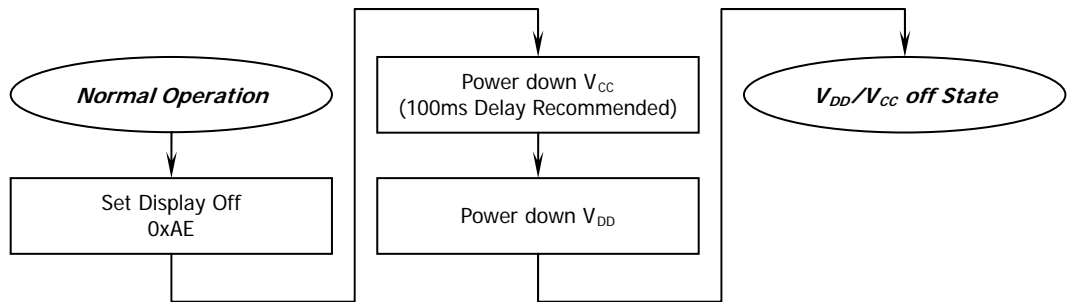 Normal Operation
Set Display Off
0xAE
Power down VCC
(100ms Delay Recommended)
Power down VDD
VDD/VCC off State